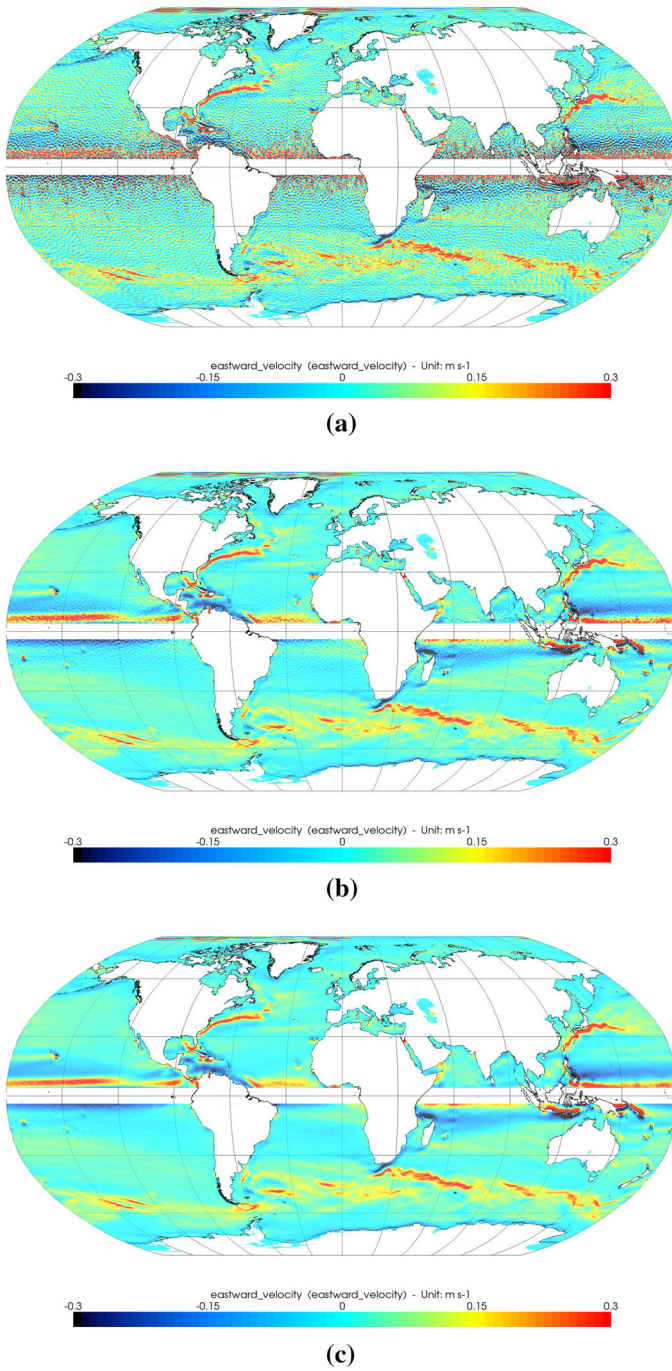 eastward_velocity (eastward_velocity) - Unit: m s-1
-0.3 -0.15 0 0.15 0.3
(a)
eastward_velocity (eastward_velocity) - Unit: m s-1
-0.3 -0.15 0 0.15 0.3
(b)
eastward_velocity (eastward_velocity) - Unit: m s-1
-0.3 -0.15 0 0.15 0.3
(c)